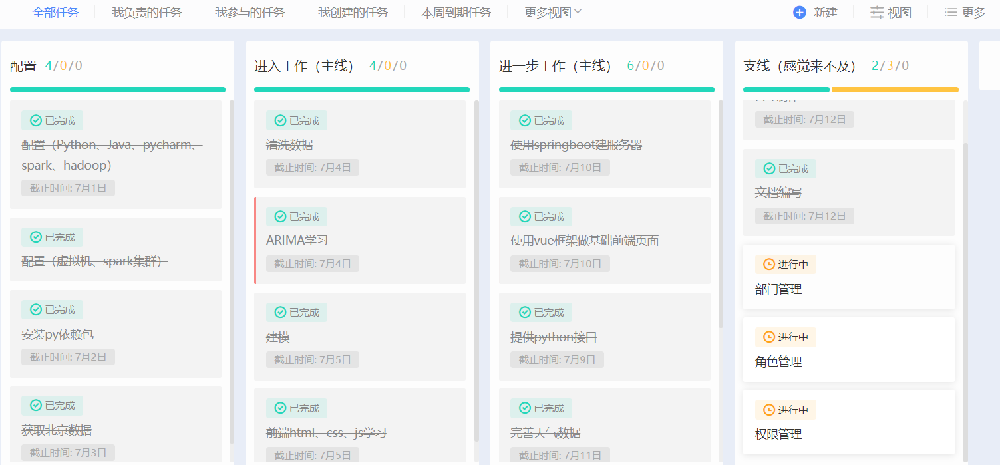 全部任务
我负责的任务
我参与的任务
我创建的任务
本周到期任务
更多视图
新建
视图
更多
配置 4/0/0
已完成
配置（Python、Java、pycharm、
spark、hadoop）
截止时间: 7月1日
已完成
配置（虚拟机、spark集群）
已完成
安装py依赖包
截止时间: 7月2日
已完成
获取北京数据
截止时间: 7月3日
进入工作（主线） 4/0/0
已完成
清洗数据
截止时间: 7月4日
已完成
ARIMA学习
截止时间: 7月4日
已完成
建模
截止时间: 7月5日
已完成
前端html、css、js学习
截止时间: 7月5日
进一步工作（主线） 6/0/0
已完成
使用springboot建服务器
截止时间: 7月10日
已完成
使用vue框架做基础前端页面
截止时间: 7月10日
已完成
提供python接口
截止时间: 7月9日
已完成
完善天气数据
截止时间: 7月11日
支线（感觉来不及） 2/3/0
截止时间: 7月12日
已完成
文档编写
截止时间: 7月12日
进行中
部门管理
进行中
角色管理
进行中
权限管理